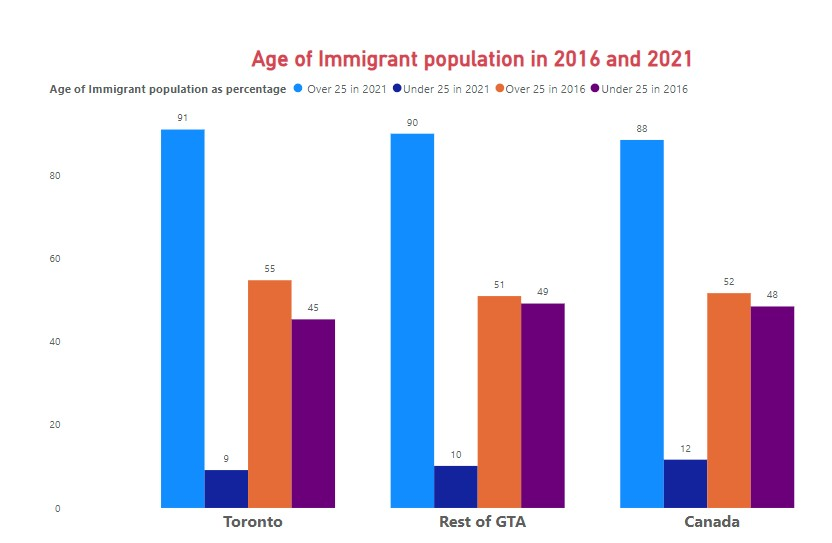 Age of Immigrant population in 2016 and 2021
Age of Immigrant population as percentage Over 25 in 2021 Under 25 in 2021 Over 25 in 2016 Under 25 in 2016
91 90 88
80
60
55 51 52
45 49 48
40
20
9 10 12
0
Toronto Rest of GTA Canada